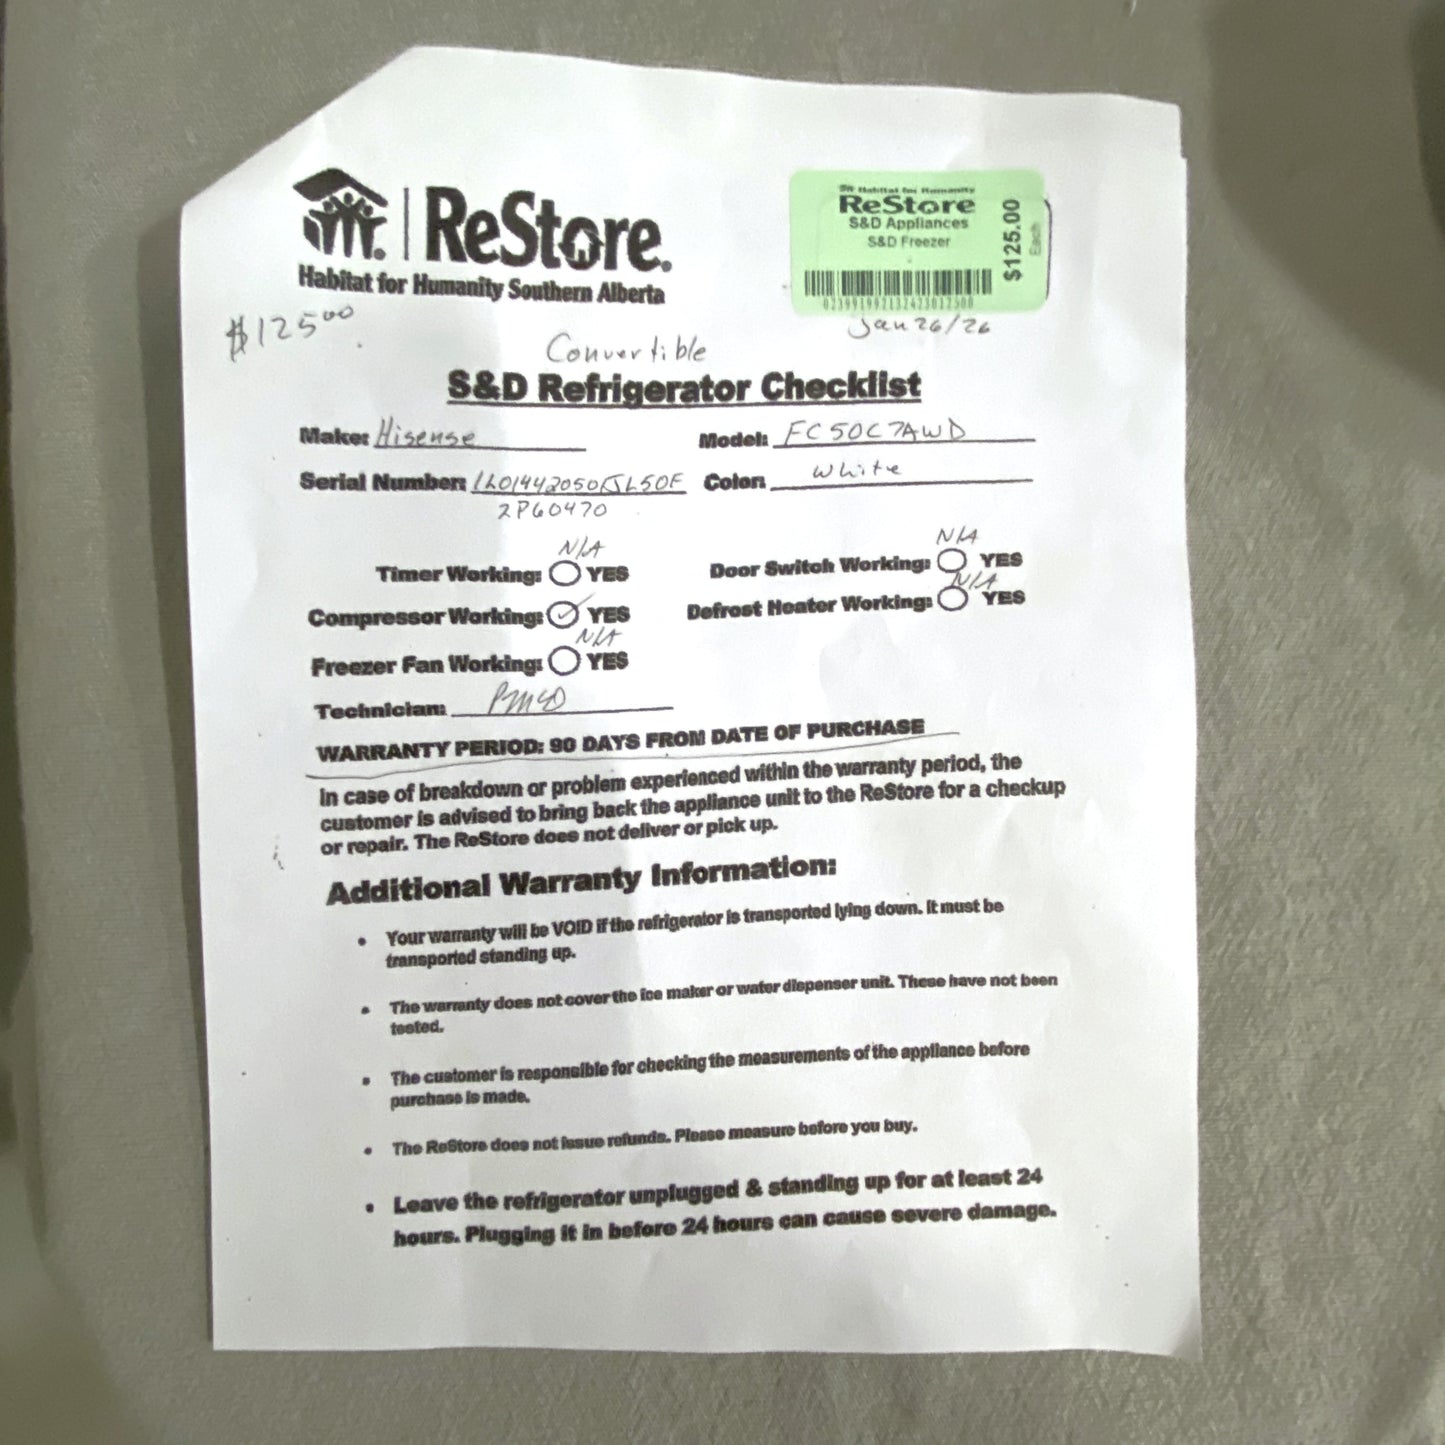 ReStore.
Habitat for Humanity Southern Alberta
Habitat for Humanity
ReStore
S&D Appliances
S&D Freezer
$125.00
Each
$125.00
Jan 26/26
Convertible
S&D Refrigerator Checklist
Make: Hisense Model: FC50C7AWD
Color: White
Serial Number:
2P60470
N/A N/A
Timer Working: YES Door Switch Working: YES
N/A
Compressor Working: ✓ YES Defrost Heater Working: YES
N/A
Freezer Fan Working: YES
Technician:
WARRANTY PERIOD: 90 DAYS FROM DATE OF PURCHASE
In case of breakdown or problem experienced within the warranty period, the
customer is advised to bring back the appliance unit to the ReStore for a checkup
or repair. The ReStore does not deliver or pick up.
Additional Warranty Information:
• Your warranty will be VOID if the refrigerator is transported lying down. It must be
transported standing up.
• The warranty does not cover the ice maker or water dispenser unit. These have not been
tested.
• The customer is responsible for checking the measurements of the appliance before
purchase is made.
• The ReStore does not issue refunds. Please measure before you buy.
• Leave the refrigerator unplugged & standing up for at least 24
hours. Plugging it in before 24 hours can cause severe damage.